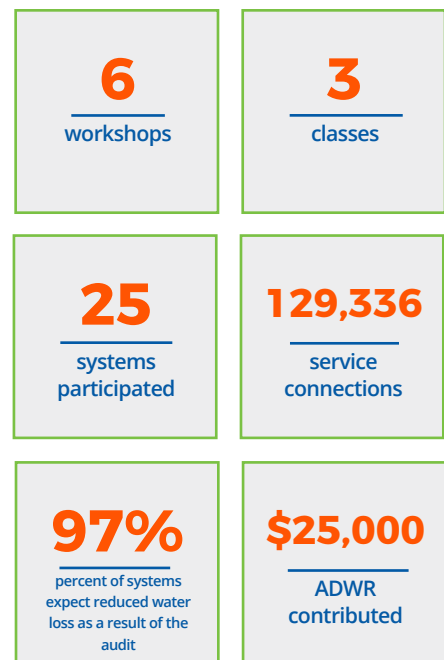 6
workshops
3
classes
25
systems
participated
129,336
service
connections
97%
percent of systems
expect reduced water
loss as a result of the
audit
$25,000
ADWR
contributed